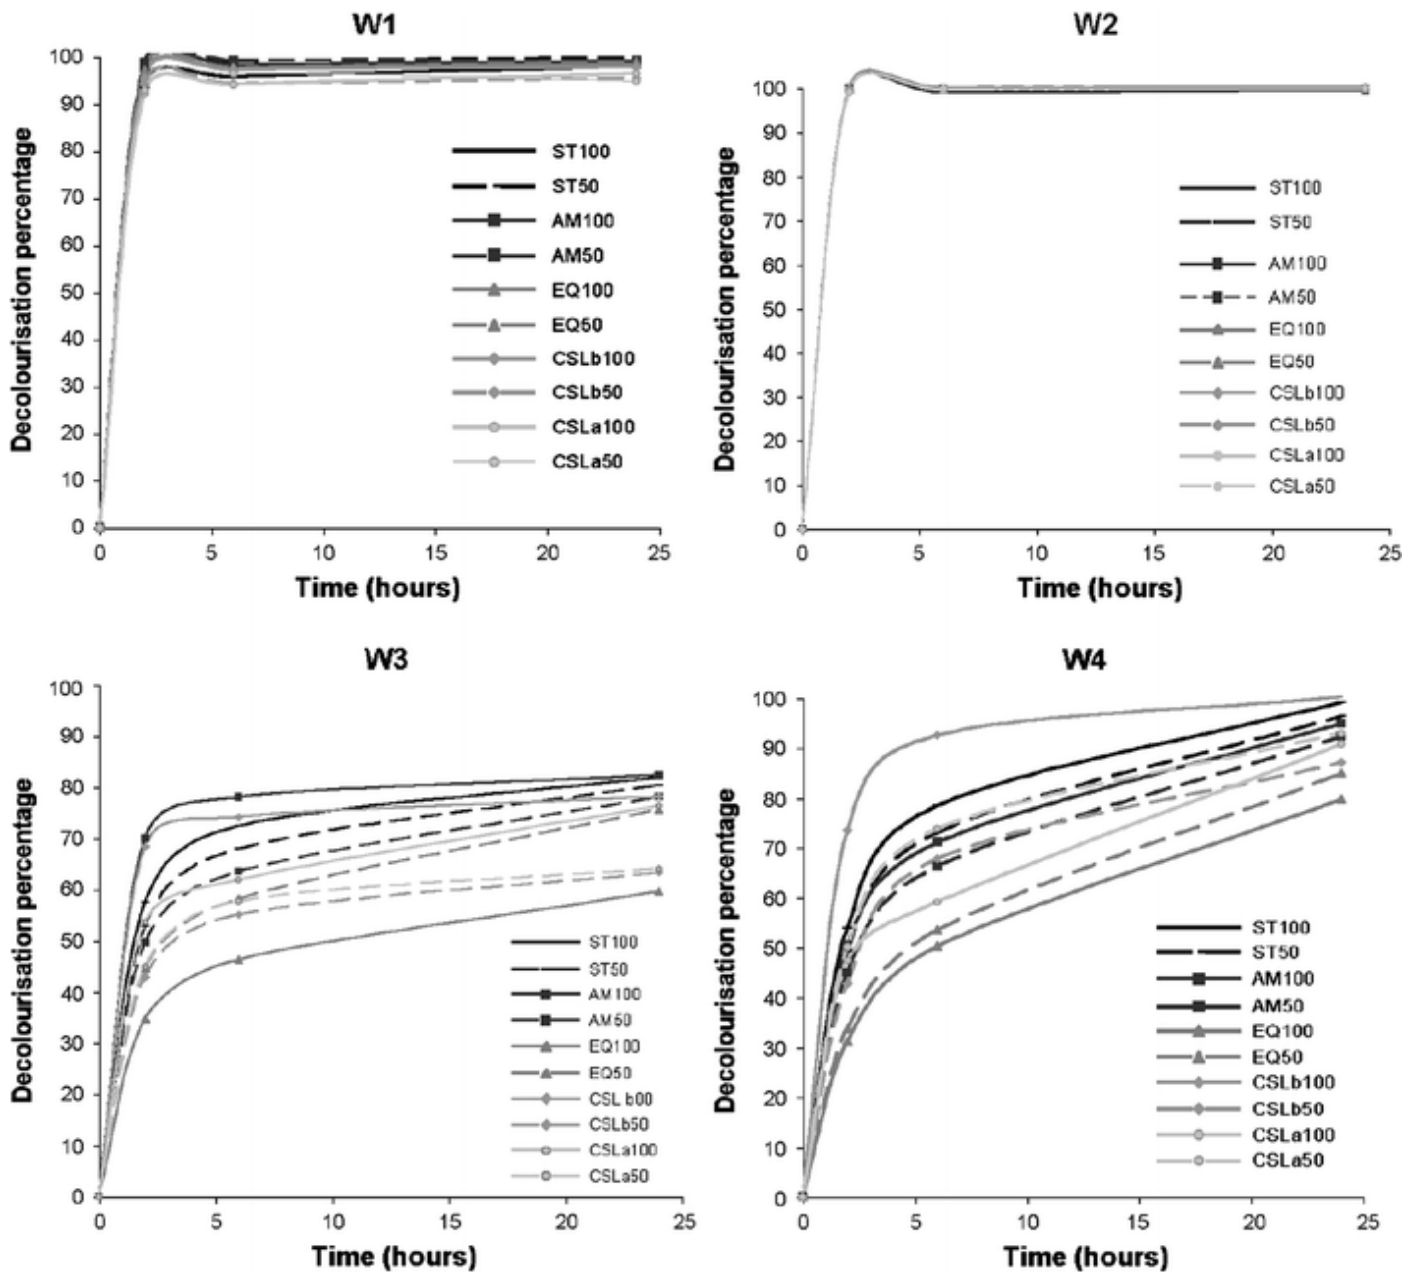 W1
Decolourisation percentage
100
90
80
70
60
50
40
30
20
10
0
ST100
ST50
AM100
AM50
EQ100
EQ50
CSLb100
CSLb50
CSLa100
CSLa50
0 5 10 15 20 25
Time (hours)
W2
Decolourisation percentage
100
90
80
70
60
50
40
30
20
10
0
ST100
ST50
AM100
AM50
EQ100
EQ50
CSLb100
CSLb50
CSLa100
CSLa50
0 5 10 15 20 25
Time (hours)
W3
Decolourisation percentage
100
90
80
70
60
50
40
30
20
10
0
ST100
ST50
AM100
AM50
EQ100
EQ50
CSL b00
CSLb50
CSLa100
CSLa50
0 5 10 15 20 25
Time (hours)
W4
Decolourisation percentage
100
90
80
70
60
50
40
30
20
10
0
ST100
ST50
AM100
AM50
EQ100
EQ50
CSLb100
CSLb50
CSLa100
CSLa50
0 5 10 15 20 25
Time (hours)